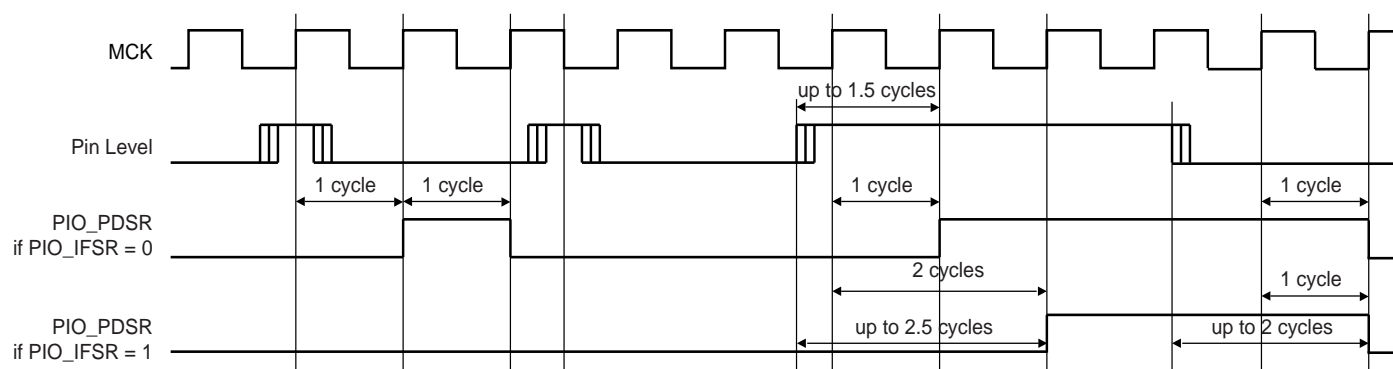 MCK
up to 1.5 cycles
Pin Level
1 cycle
1 cycle
1 cycle
1 cycle
PIO_PDSR
if PIO_IFSR = 0
2 cycles
1 cycle
PIO_PDSR
if PIO_IFSR = 1
up to 2.5 cycles
up to 2 cycles